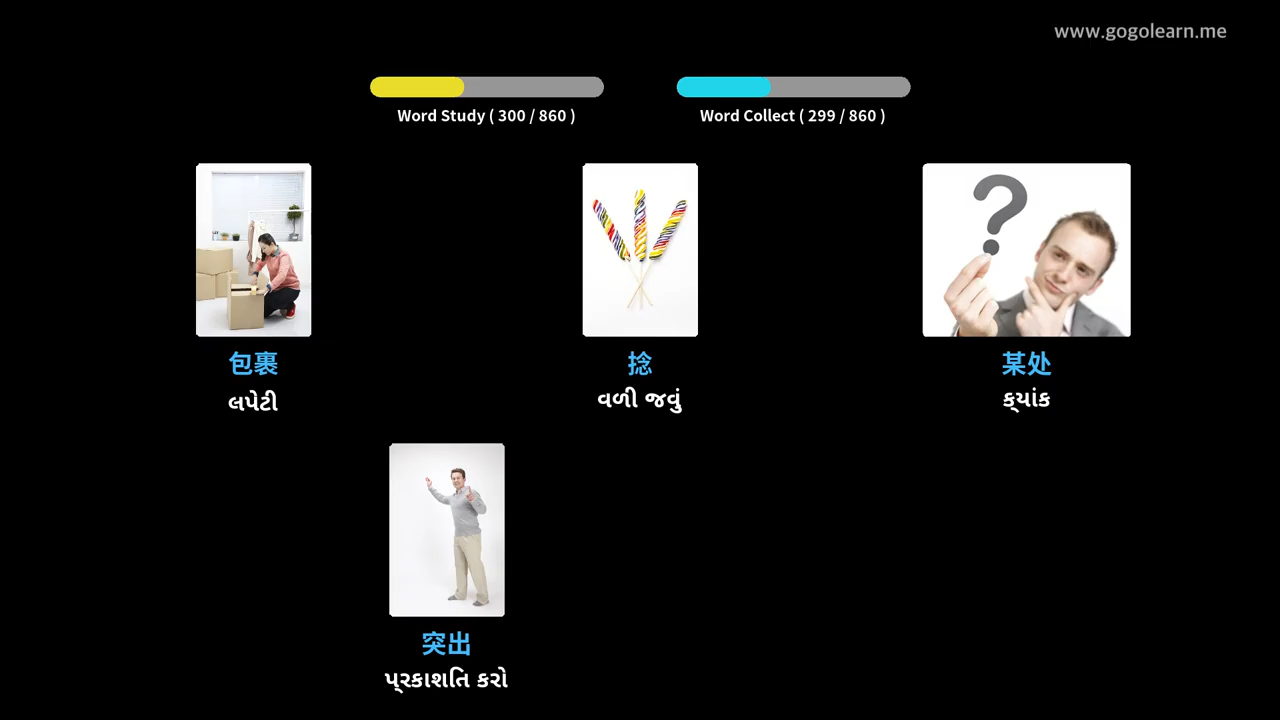 www.gogolearn.me
Word Study ( 300 / 860 )
Word Collect ( 299 / 860 )
包裹
લપેટી
捻
વળી જવું
某处
ક્યાંક
突出
પ્રકાશતિ કરો